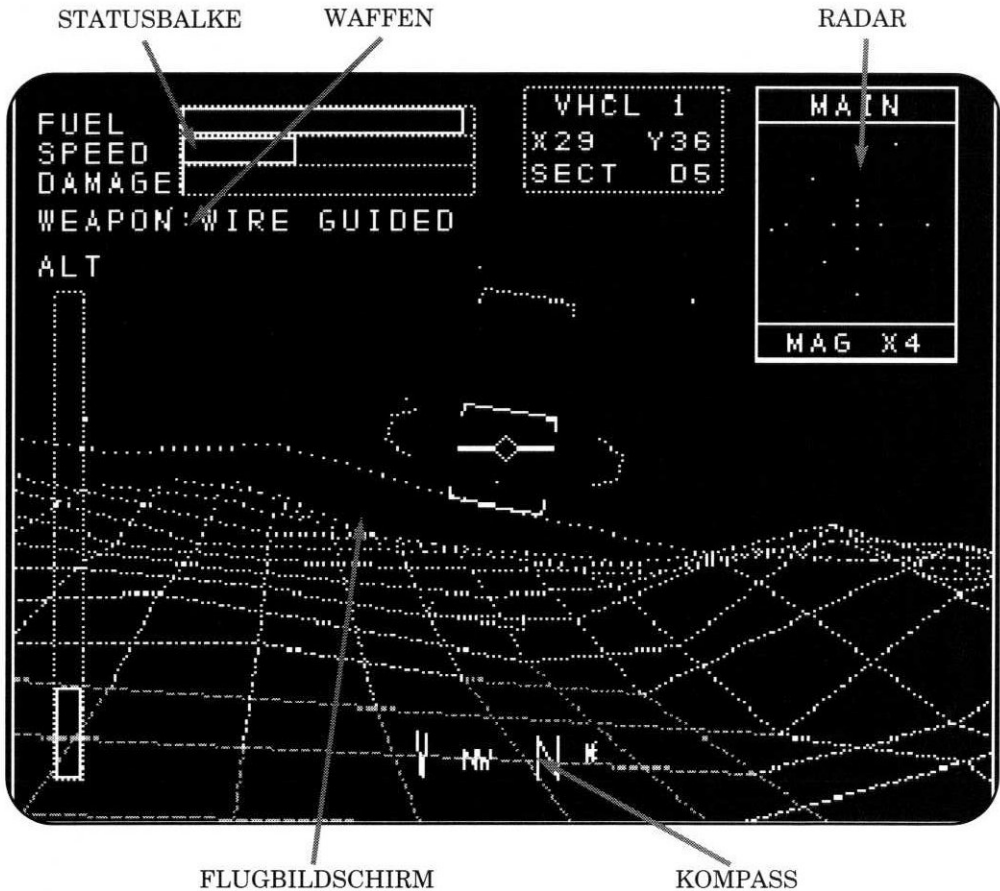 STATUSBALKE WAFFEN RADAR
FUEL
SPEED
DAMAGE
WEAPON:WIRE GUIDED
ALT
VHCL 1
X29 Y36
SECT D5
MAIN
MAG X4
NW N
FLUGBILDSCHIRM KOMPASS